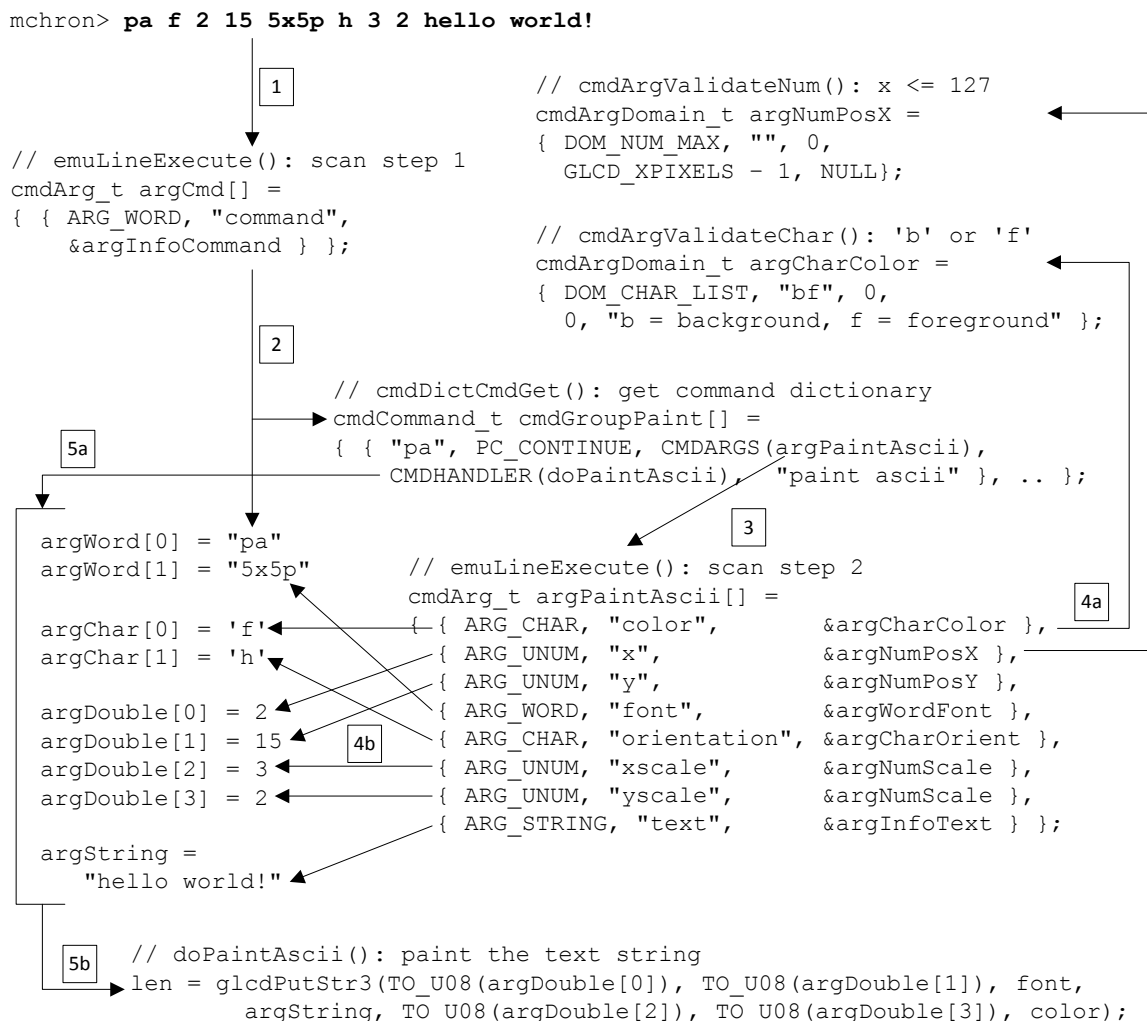 mchron> pa f 2 15 5x5p h 3 2 hello world!
1
// cmdArgValidateNum(): x <= 127
cmdArgDomain_t argNumPosX =
{ DOM_NUM_MAX, "", 0,
GLCD_XPIXELS – 1, NULL};
// emuLineExecute(): scan step 1
cmdArg_t argCmd[] =
{ { ARG_WORD, "command",
&argInfoCommand } };
// cmdArgValidateChar(): 'b' or 'f'
cmdArgDomain_t argCharColor =
{ DOM_CHAR_LIST, "bf", 0,
0, "b = background, f = foreground" };
2
// cmdDictCmdGet(): get command dictionary
cmdCommand_t cmdGroupPaint[] =
{ { "pa", PC_CONTINUE, CMDARGS(argPaintAscii),
CMDHANDLER(doPaintAscii), "paint ascii" }, .. };
5a
3
argWord[0] = "pa"
argWord[1] = "5x5p"
argChar[0] = 'f'
argChar[1] = 'h'
argDouble[0] = 2
argDouble[1] = 15
argDouble[2] = 3
argDouble[3] = 2
argString =
"hello world!"
// emuLineExecute(): scan step 2
cmdArg_t argPaintAscii[] =
{ { ARG_CHAR, "color", &argCharColor },
{ ARG_UNUM, "x", &argNumPosX },
{ ARG_UNUM, "y", &argNumPosY },
{ ARG_WORD, "font", &argWordFont },
{ ARG_CHAR, "orientation", &argCharOrient },
{ ARG_UNUM, "xscale", &argNumScale },
{ ARG_UNUM, "yscale", &argNumScale },
{ ARG_STRING, "text", &argInfoText } };
4a
4b
5b
// doPaintAscii(): paint the text string
len = glcdPutStr3(TO_U08(argDouble[0]), TO_U08(argDouble[1]), font,
argString, TO_U08(argDouble[2]), TO_U08(argDouble[3]), color);